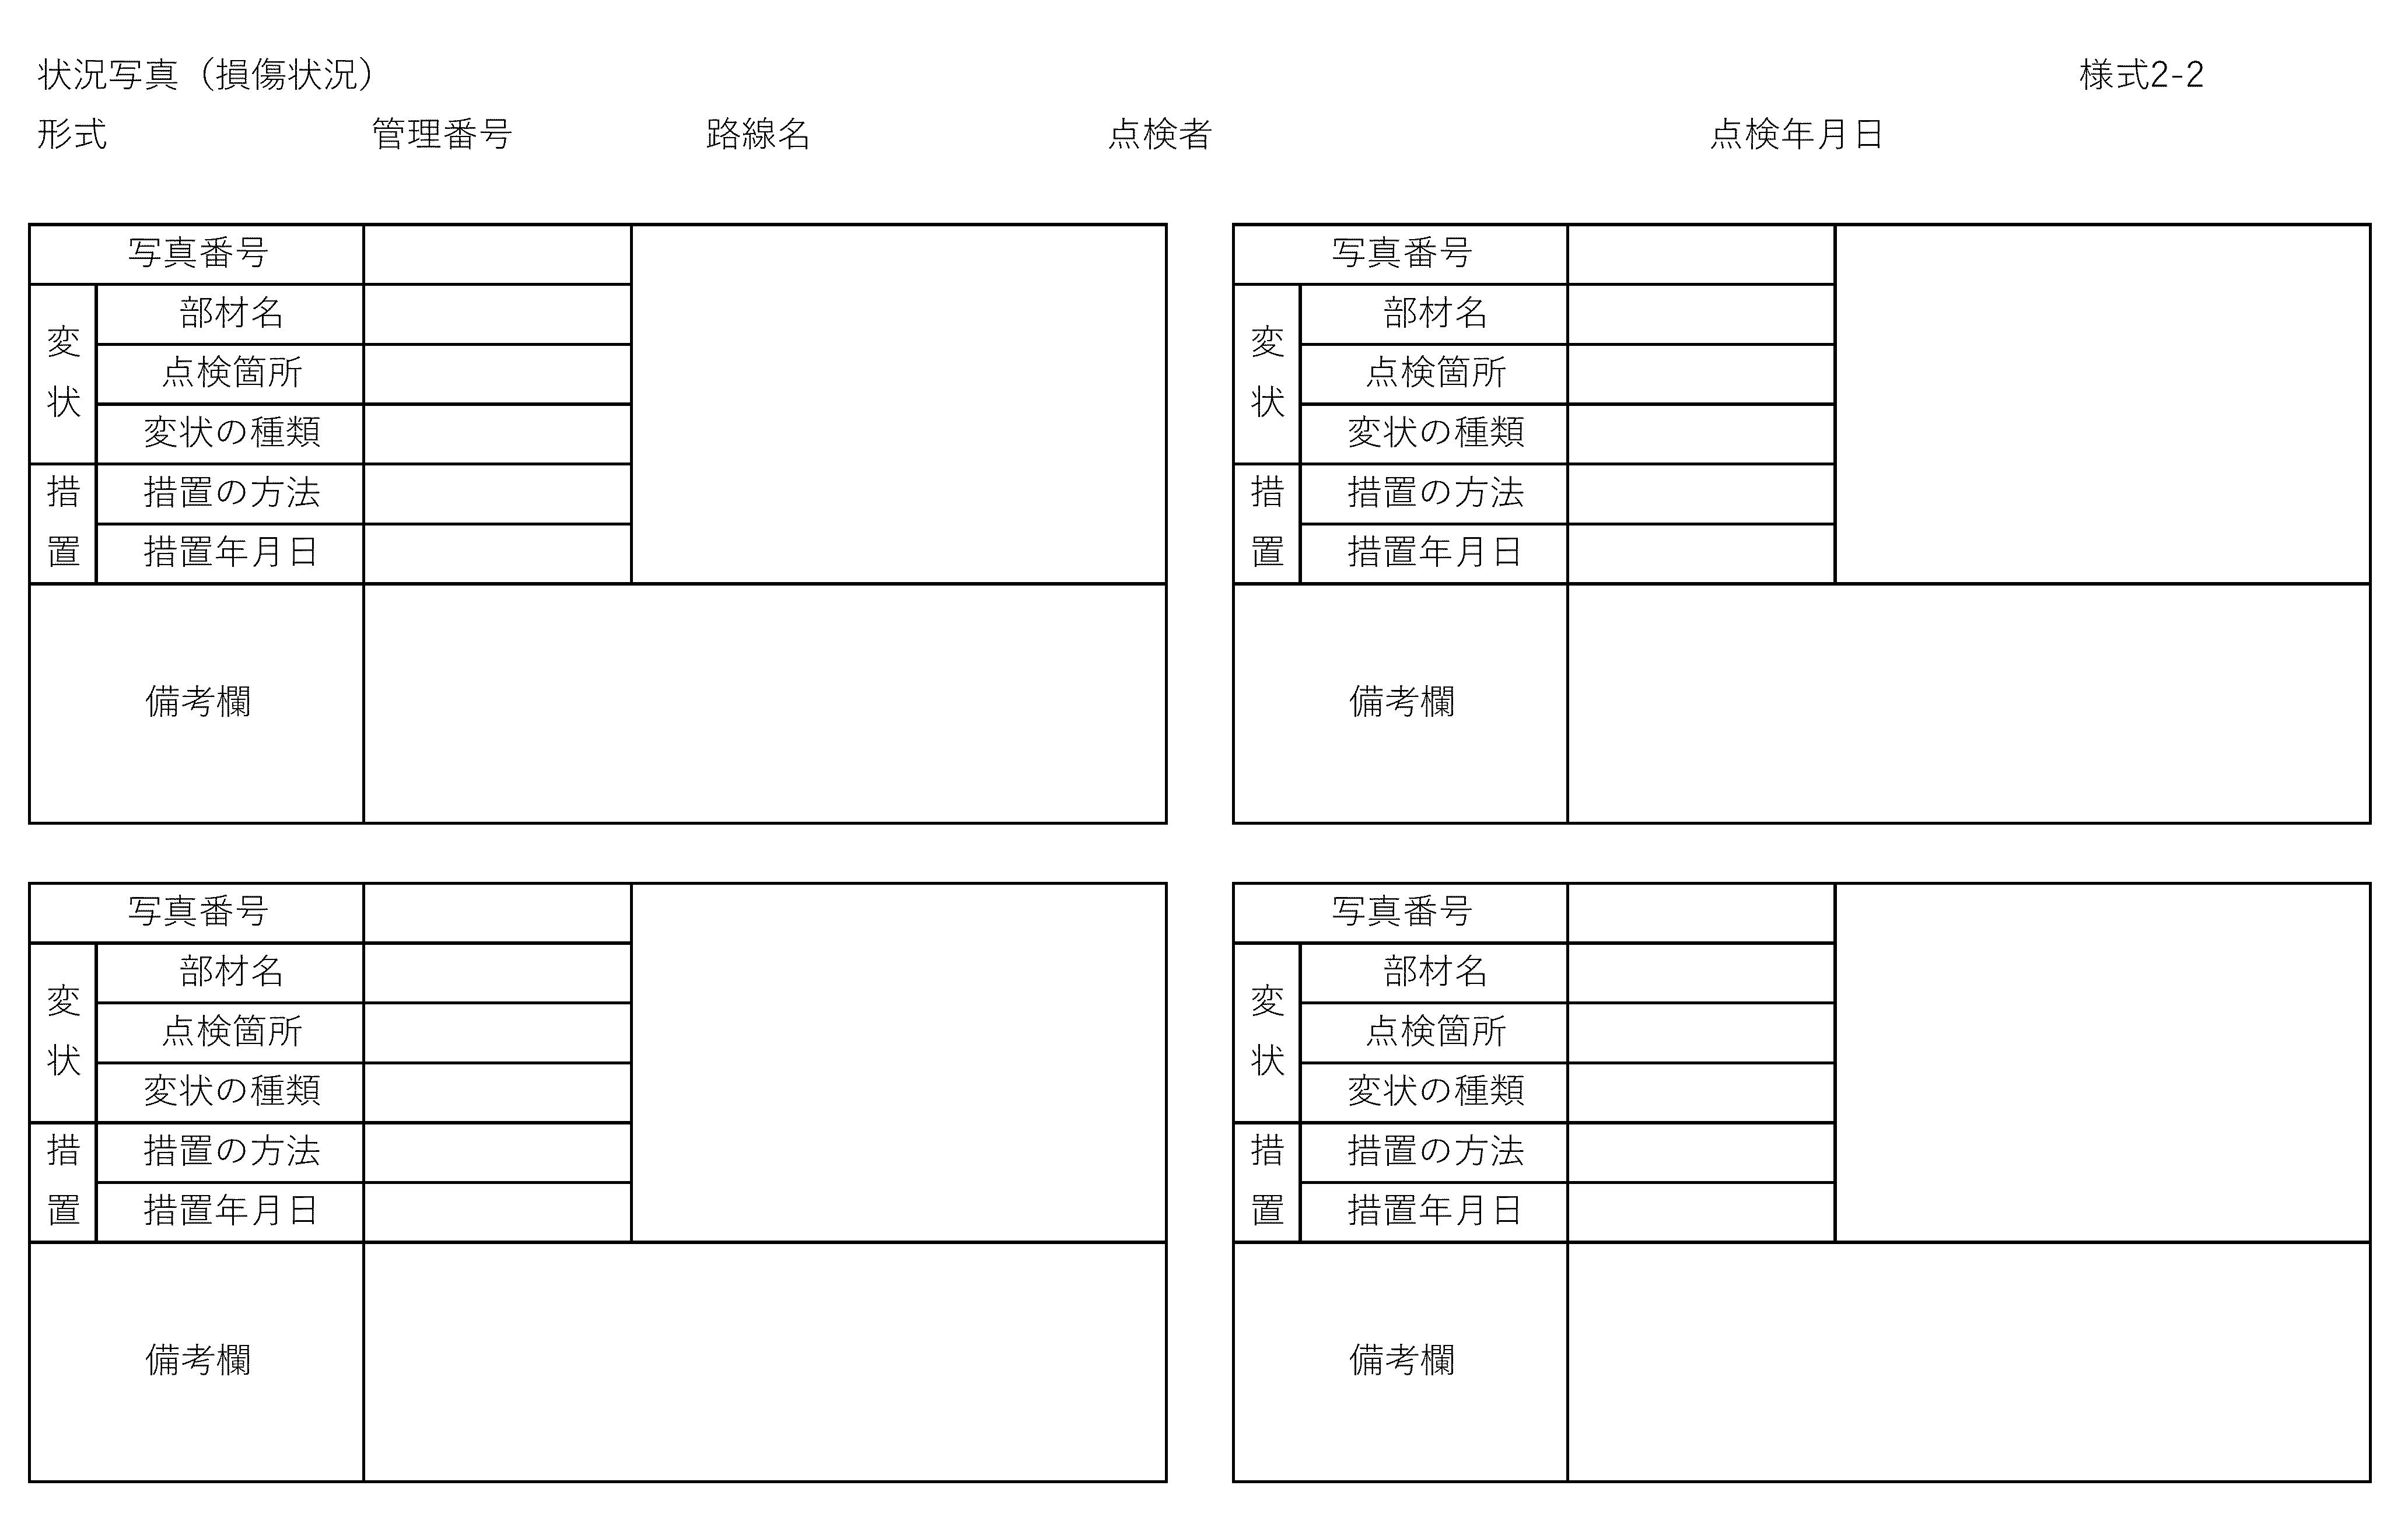 状況写真（損傷状況） 様式2-2
形式 管理番号 路線名 点検者 点検年月日
写真番号
変状
部材名
点検箇所
変状の種類
措置
措置の方法
措置年月日
備考欄
写真番号
変状
部材名
点検箇所
変状の種類
措置
措置の方法
措置年月日
備考欄
写真番号
変状
部材名
点検箇所
変状の種類
措置
措置の方法
措置年月日
備考欄
写真番号
変状
部材名
点検箇所
変状の種類
措置
措置の方法
措置年月日
備考欄